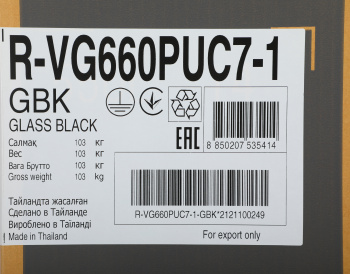 R-VG660PUC7-1
GBK
GLASS BLACK
Салмақ 103 кг
Вес 103 кг
Вага Брутто 103 кг
Gross weight 103 kg
EAC
8 850207 535414
Тайландта жасалған
Сделано в Тайланде
Вироблено в Таїланді
Made in Thailand
R-VG660PUC7-1-GBK*2121100249
For export only